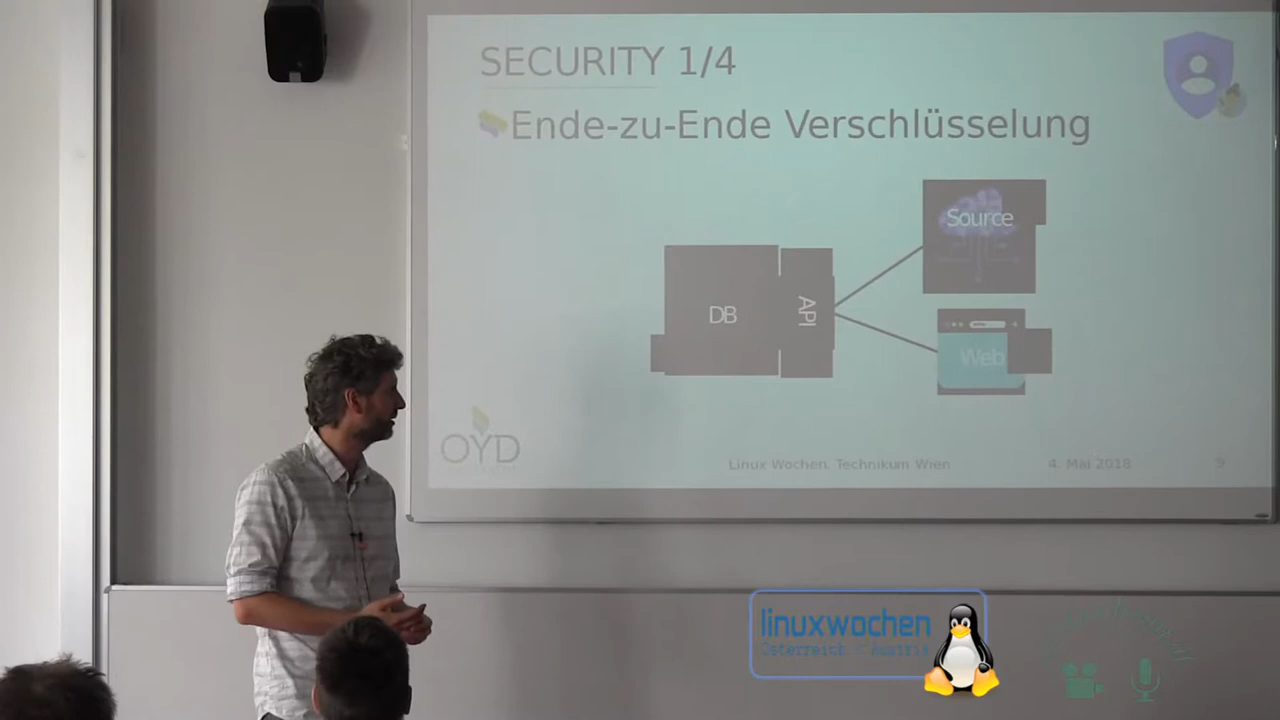 SECURITY 1/4
Ende-zu-Ende Verschlüsselung
Source
DB
API
Web
OYD
Linux Wochen, Technikum Wien
4. Mai 2018
9
linuxwochen
Österreich - Austria